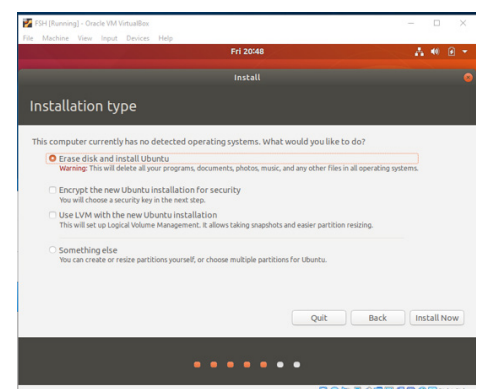 FSH [Running] - Oracle VM VirtualBox
File Machine View Input Devices Help
Fri 20:48
Install
Installation type
This computer currently has no detected operating systems. What would you like to do?
Erase disk and install Ubuntu
Warning: This will delete all your programs, documents, photos, music, and any other files in all operating systems.
Encrypt the new Ubuntu installation for security
You will choose a security key in the next step.
Use LVM with the new Ubuntu installation
This will set up Logical Volume Management. It allows taking snapshots and easier partition resizing.
Something else
You can create or resize partitions yourself, or choose multiple partitions for Ubuntu.
Quit Back Install Now